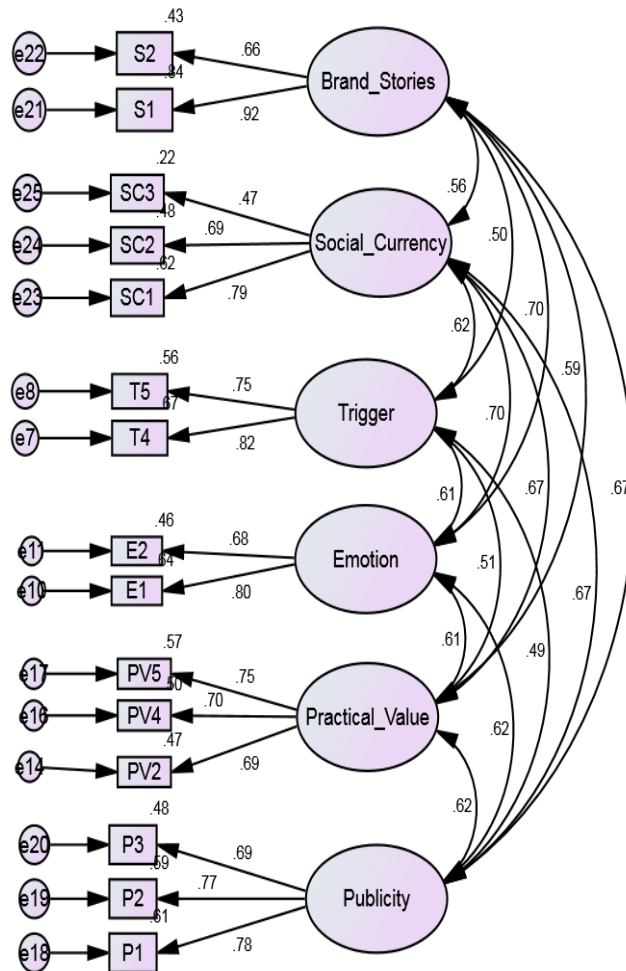 .43
e22 S2 .66
.84
Brand_Stories
e21 S1 .92
.22
e25 SC3 .47
.48
.56
e24 SC2 .69
Social_Currency
.50
.62
e23 SC1 .79
.70
.62
.56
.59
e8 T5 .75
.67
Trigger
.70
e7 T4 .82
.67
.67
.61
.46
e11 E2 .68
.64
Emotion
.51
e10 E1 .80
.67
.61
.49
.57
e17 PV5 .75
.50
e16 PV4 .70
Practical_Value
.62
.47
e14 PV2 .69
.62
.48
e20 P3 .69
.59
e19 P2 .77
Publicity
.61
e18 P1 .78